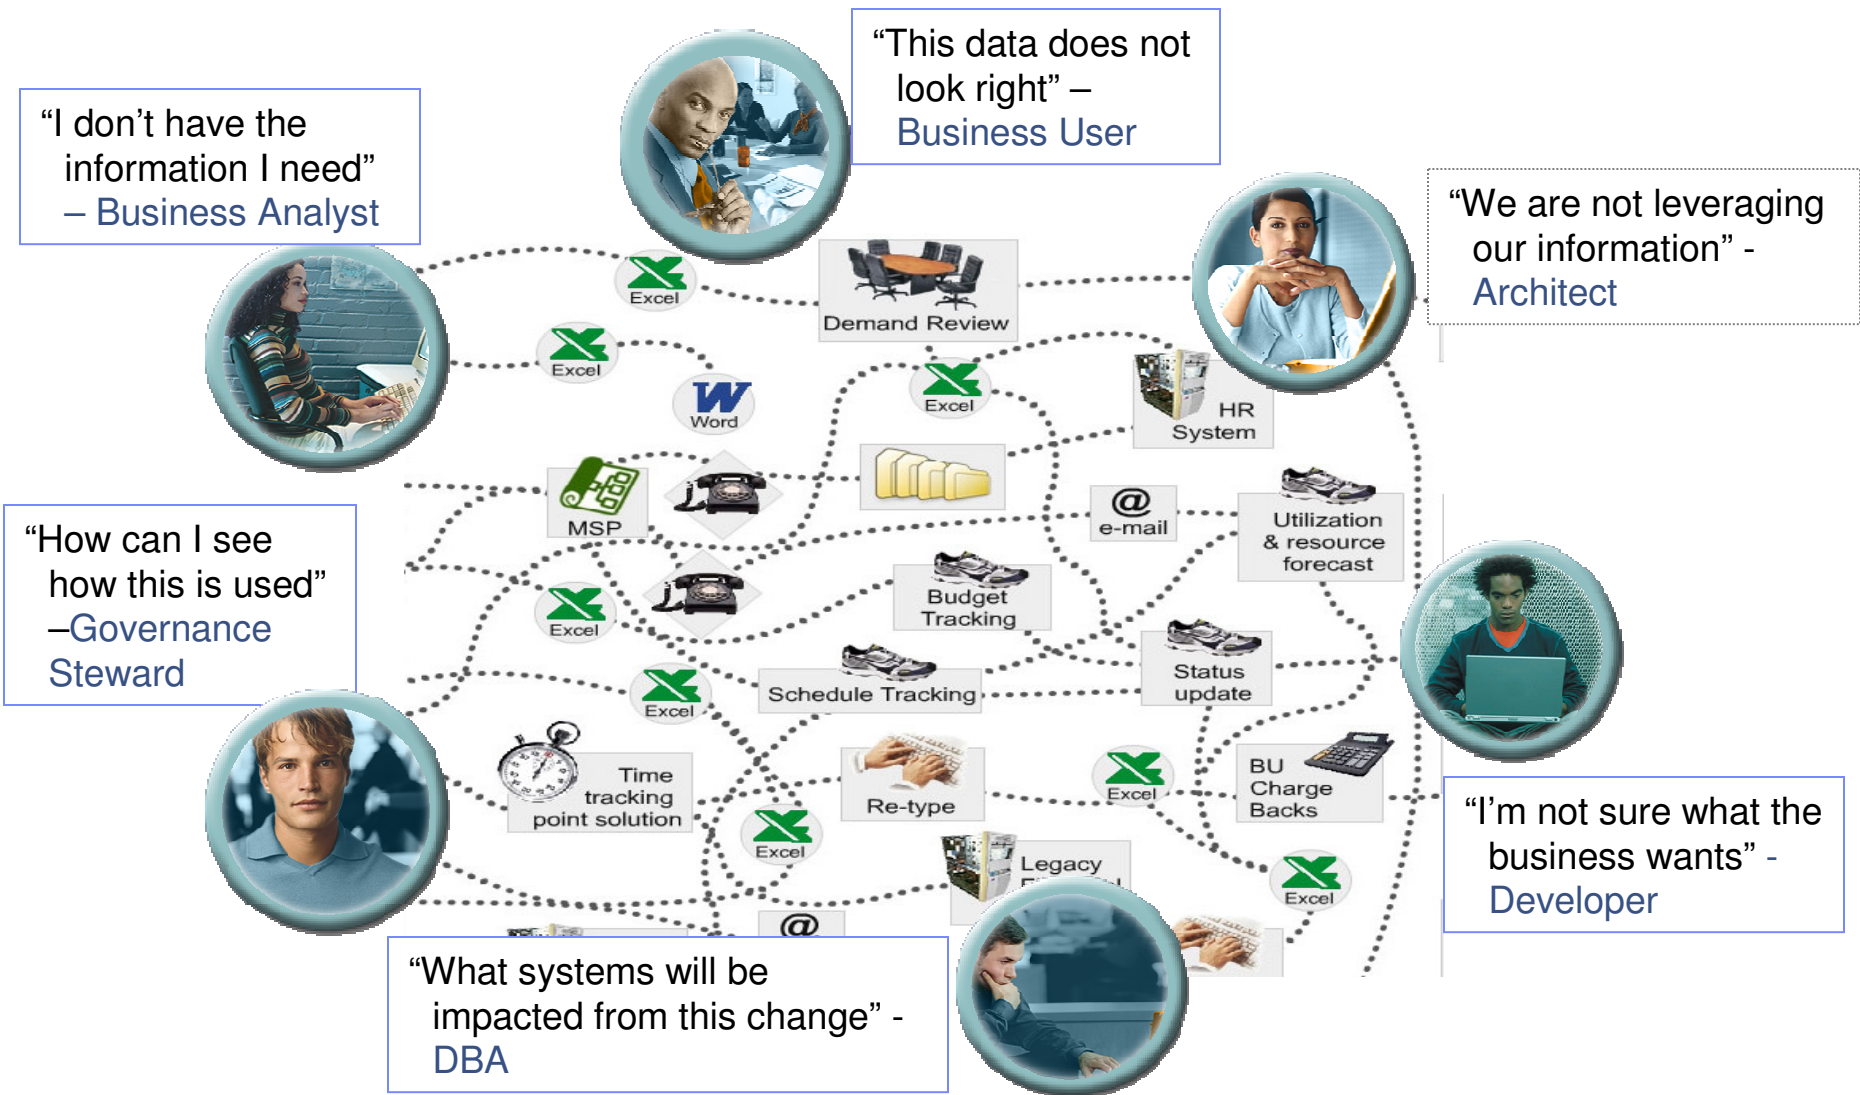 “This data does not
look right” –
Business User
“I don’t have the
information I need”
– Business Analyst
“We are not leveraging
our information” -
Architect
Excel
Demand Review
Excel
Word
Excel
HR
System
MSP
@
e-mail
Utilization
& resource
forecast
“How can I see
how this is used”
–Governance
Steward
Excel
Budget
Tracking
Schedule Tracking
Status
update
Excel
Time
tracking
point solution
Re-type
Excel
BU
Charge
Backs
Excel
Legacy
Excel
@
“I’m not sure what the
business wants” -
Developer
“What systems will be
impacted from this change” -
DBA